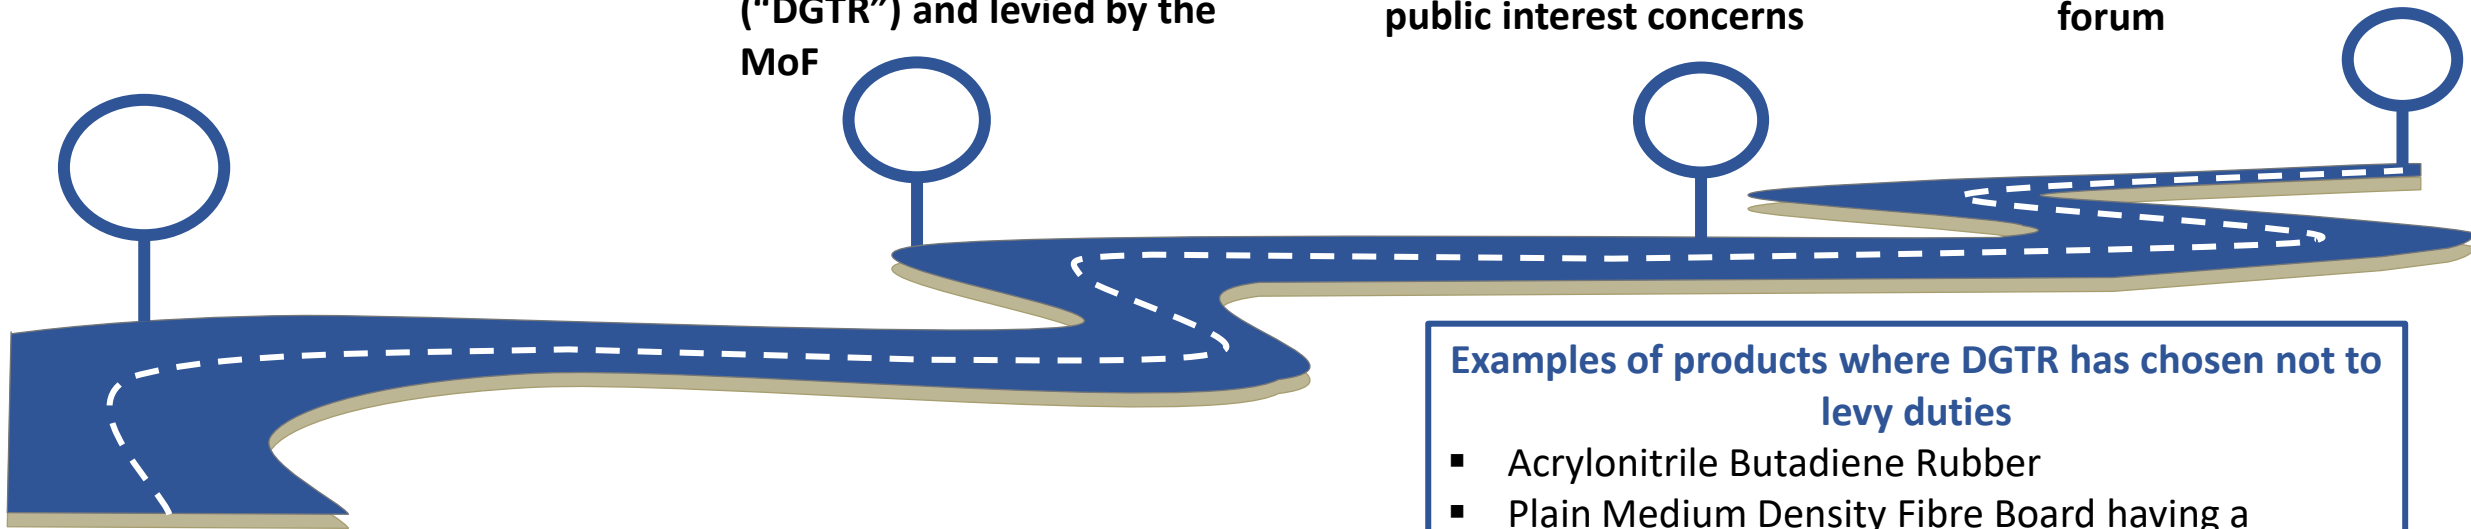 (“DGTR”) and levied by the
MoF
public interest concerns
forum
Examples of products where DGTR has chosen not to
levy duties
▪ Acrylonitrile Butadiene Rubber
▪ Plain Medium Density Fibre Board having a